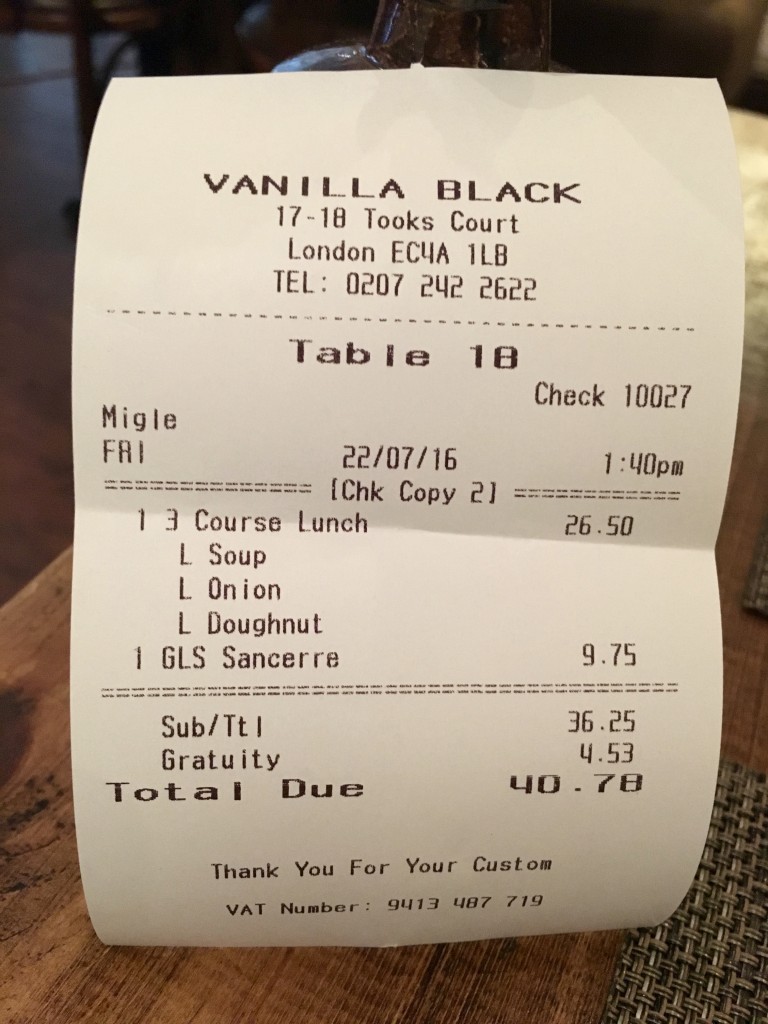 VANILLA BLACK
17-18 Tooks Court
London EC4A 1LB
TEL: 0207 242 2622
Table 18
Check 10027
Migle
FRI 22/07/16 1:40pm
[Chk Copy 2]
1 3 Course Lunch 26.50
L Soup
L Onion
L Doughnut
1 GLS Sancerre 9.75
Sub/Ttl 36.25
Gratuity 4.53
Total Due 40.78
Thank You For Your Custom
VAT Number: 9413 487 719